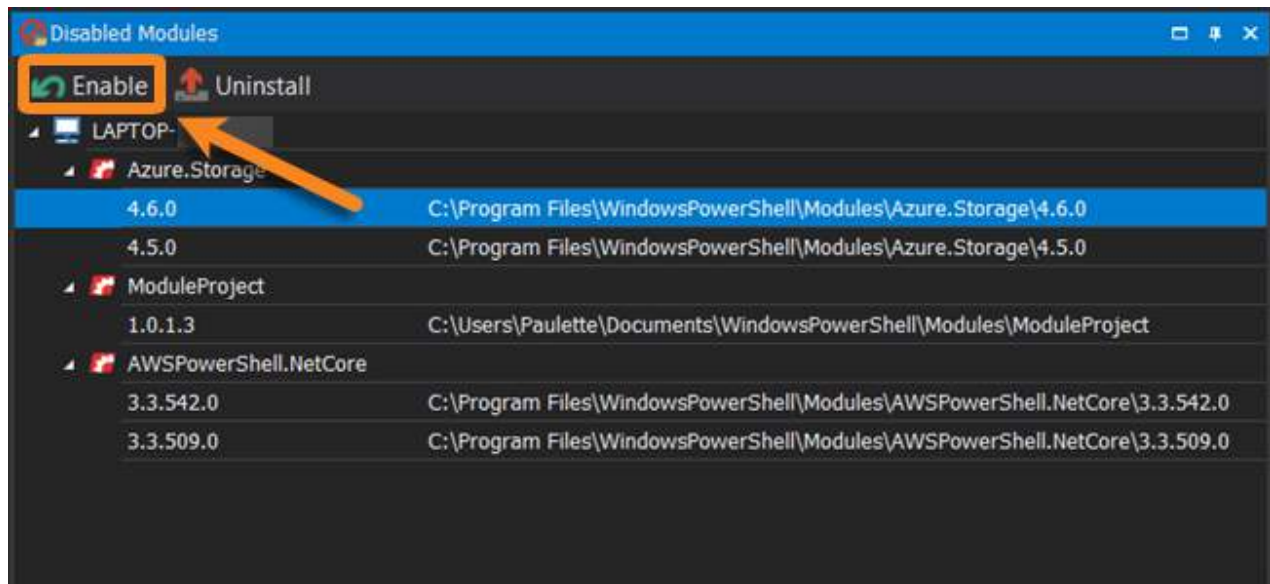 Disabled Modules
Enable Uninstall
LAPTOP-
Azure.Storage
4.6.0 C:\Program Files\WindowsPowerShell\Modules\Azure.Storage\4.6.0
4.5.0 C:\Program Files\WindowsPowerShell\Modules\Azure.Storage\4.5.0
ModuleProject
1.0.1.3 C:\Users\Paulette\Documents\WindowsPowerShell\Modules\ModuleProject
AWSPowerShell.NetCore
3.3.542.0 C:\Program Files\WindowsPowerShell\Modules\AWSPowerShell.NetCore\3.3.542.0
3.3.509.0 C:\Program Files\WindowsPowerShell\Modules\AWSPowerShell.NetCore\3.3.509.0